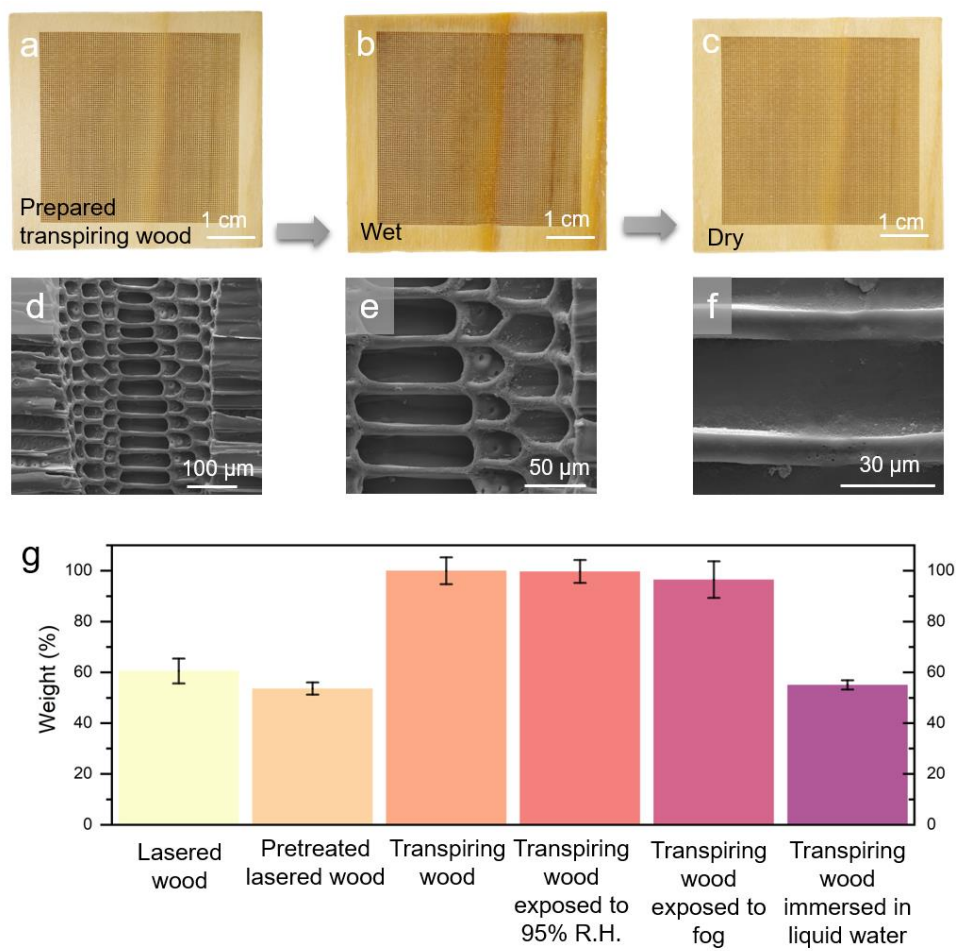 a
b
c
Prepared
transpiring wood
1 cm
Wet
1 cm
Dry
1 cm
d
e
f
100 µm
50 µm
30 µm
g
Weight (%)
100
80
60
40
20
0
100
80
60
40
20
0
Lasered
wood
Pretreated
lasered wood
Transpiring
wood
Transpiring
wood
exposed to
95% R.H.
Transpiring
wood
exposed to
fog
Transpiring
wood
immersed in
liquid water